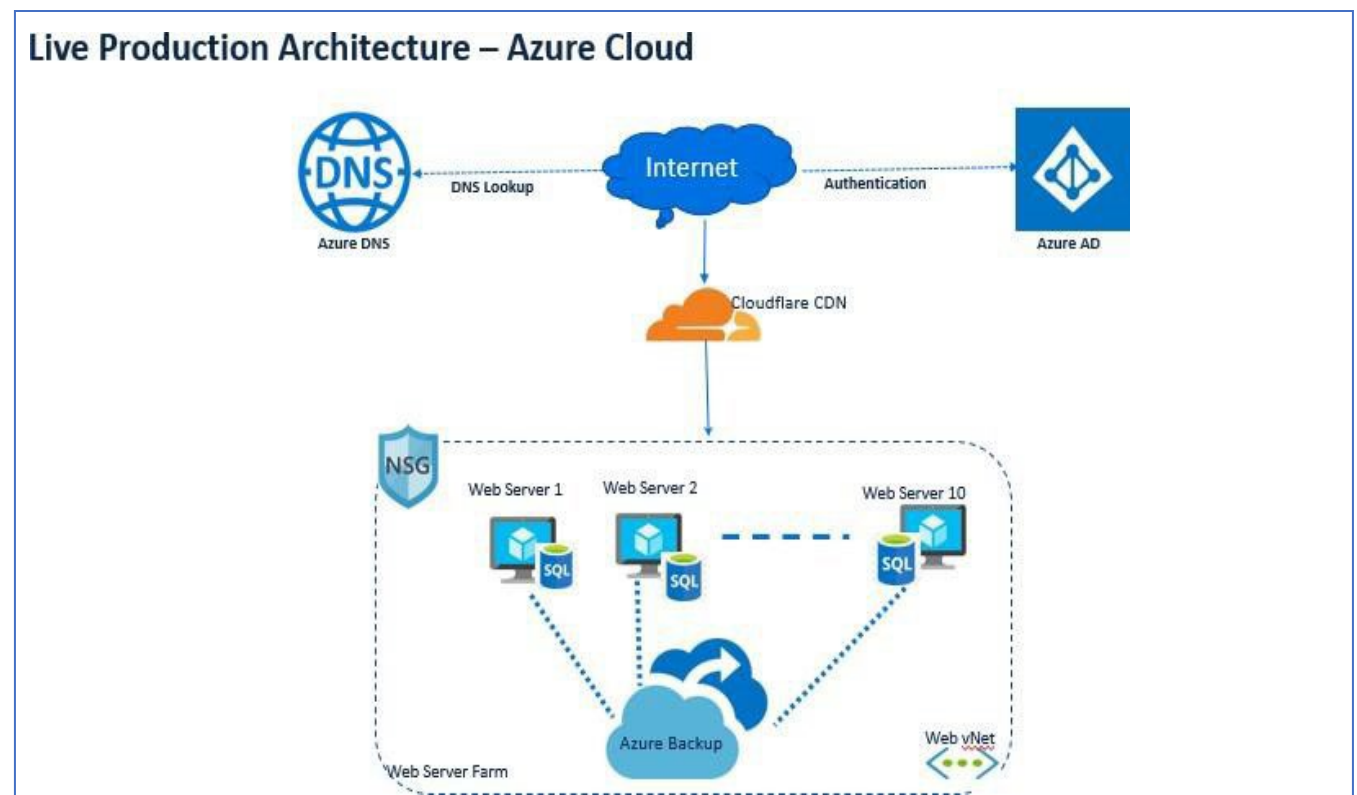 Live Production Architecture – Azure Cloud
DNS
Internet
DNS Lookup
Authentication
Azure DNS
Azure AD
Cloudflare CDN
NSG
Web Server 1
Web Server 2
Web Server 10
SQL
SQL
SQL
Azure Backup
Web vNet
Web Server Farm